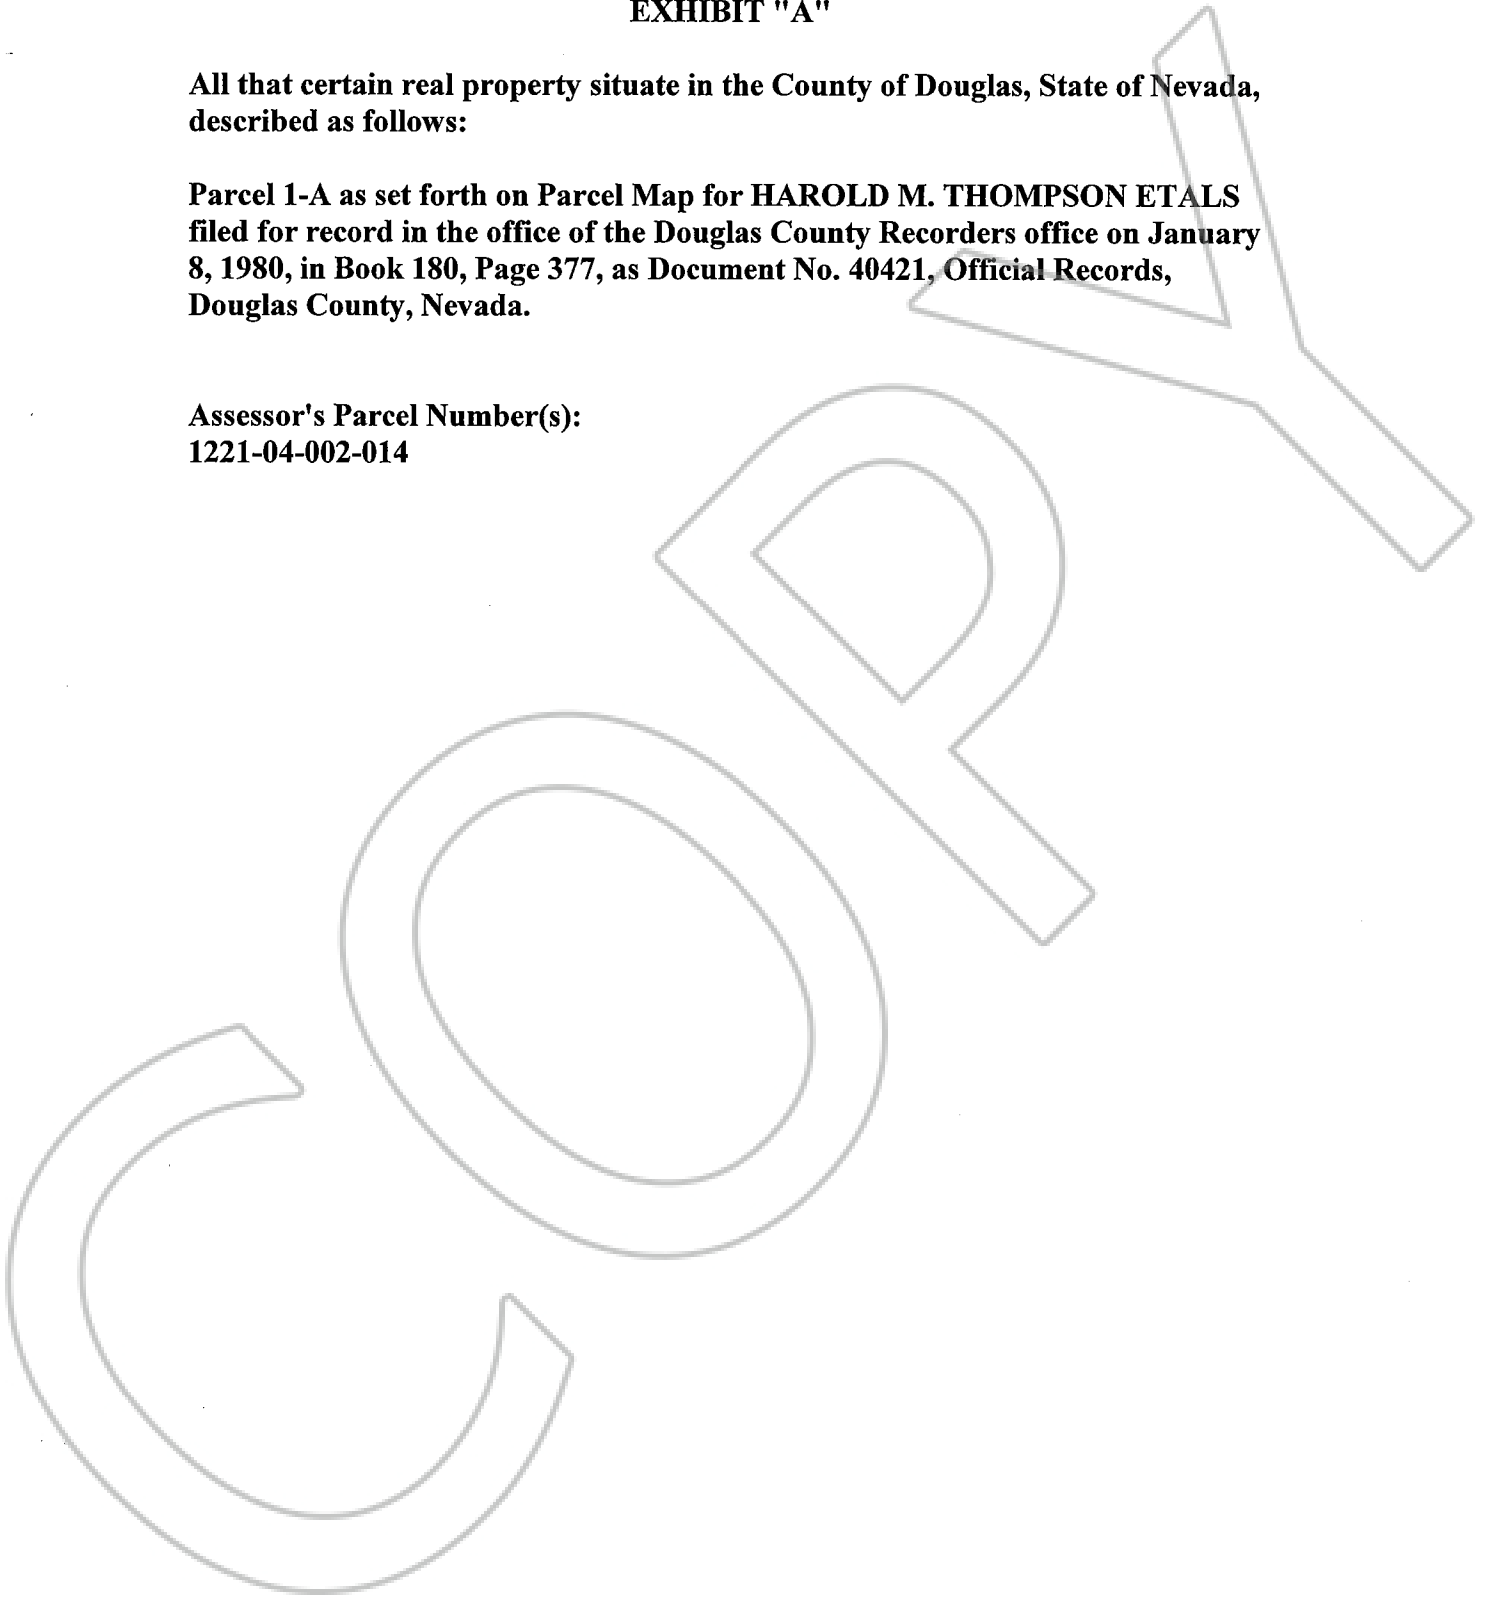 EXHIBIT "A"
All that certain real property situate in the County of Douglas, State of Nevada,
described as follows:
Parcel 1-A as set forth on Parcel Map for HAROLD M. THOMPSON ETALS
filed for record in the office of the Douglas County Recorders office on January
8, 1980, in Book 180, Page 377, as Document No. 40421, Official Records,
Douglas County, Nevada.
Assessor's Parcel Number(s):
1221-04-002-014
COPY